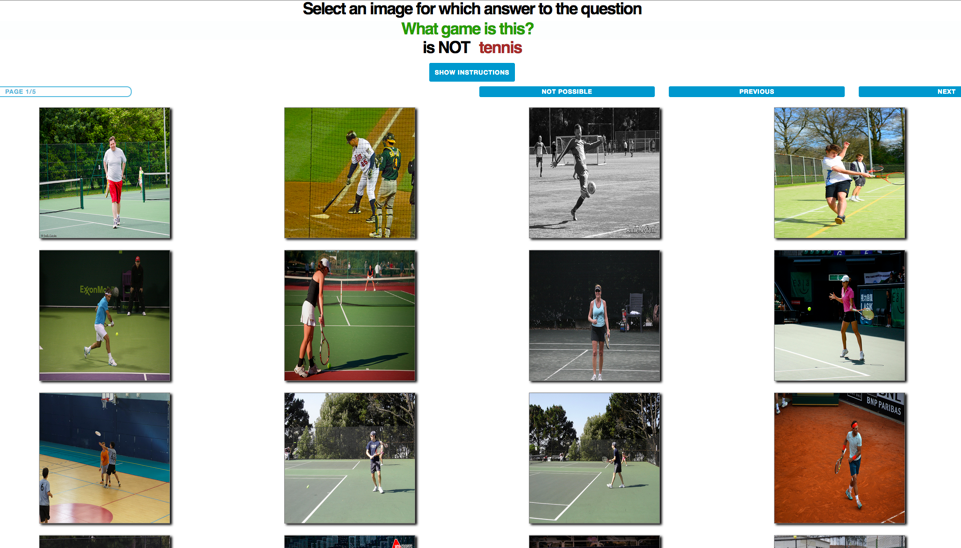 Select an image for which answer to the question
What game is this?
is NOT tennis
SHOW INSTRUCTIONS
PAGE 1/5
NOT POSSIBLE
PREVIOUS
NEXT
BNP PARIBAS